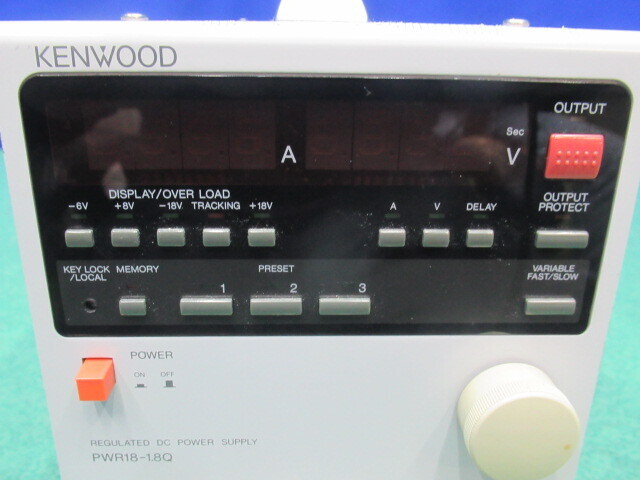 KENWOOD
OUTPUT
Sec
A
V
DISPLAY/OVER LOAD
-6V +8V -18V TRACKING +18V
A V DELAY
OUTPUT
PROTECT
KEY LOCK
/LOCAL
MEMORY
PRESET
1 2 3
VARIABLE
FAST/SLOW
POWER
ON OFF
REGULATED DC POWER SUPPLY
PWR18-1.8Q